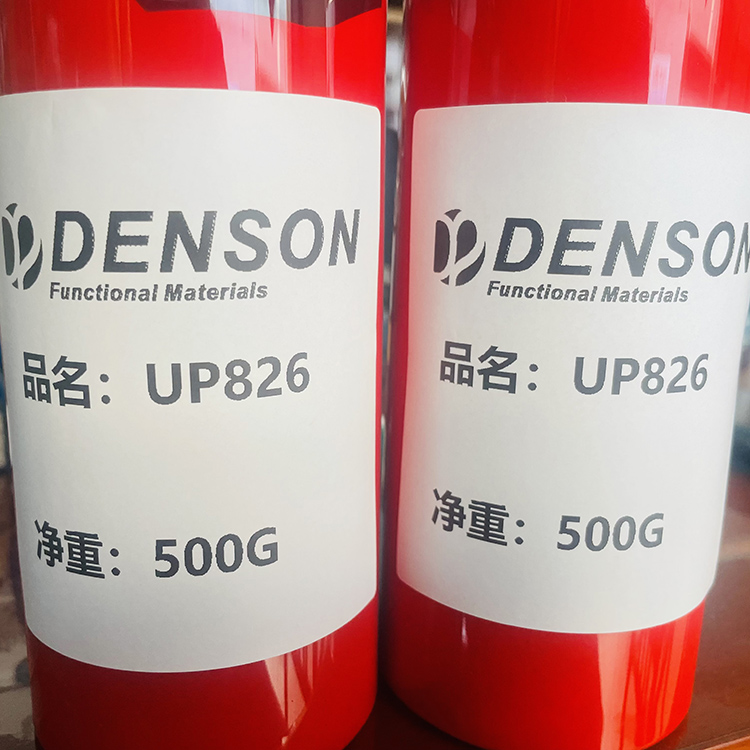 DENSON
Functional Materials
品名：UP826
净重：500G
DENSON
Functional Materials
品名：UP826
净重：500G